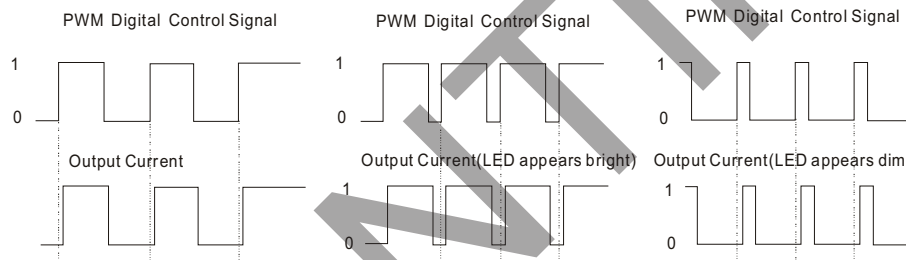 PWM Digital Control Signal
1
0
Output Current
PWM Digital Control Signal
1
0
Output Current(LED appears bright)
1
0
PWM Digital Control Signal
1
0
Output Current(LED appears dim
1
0